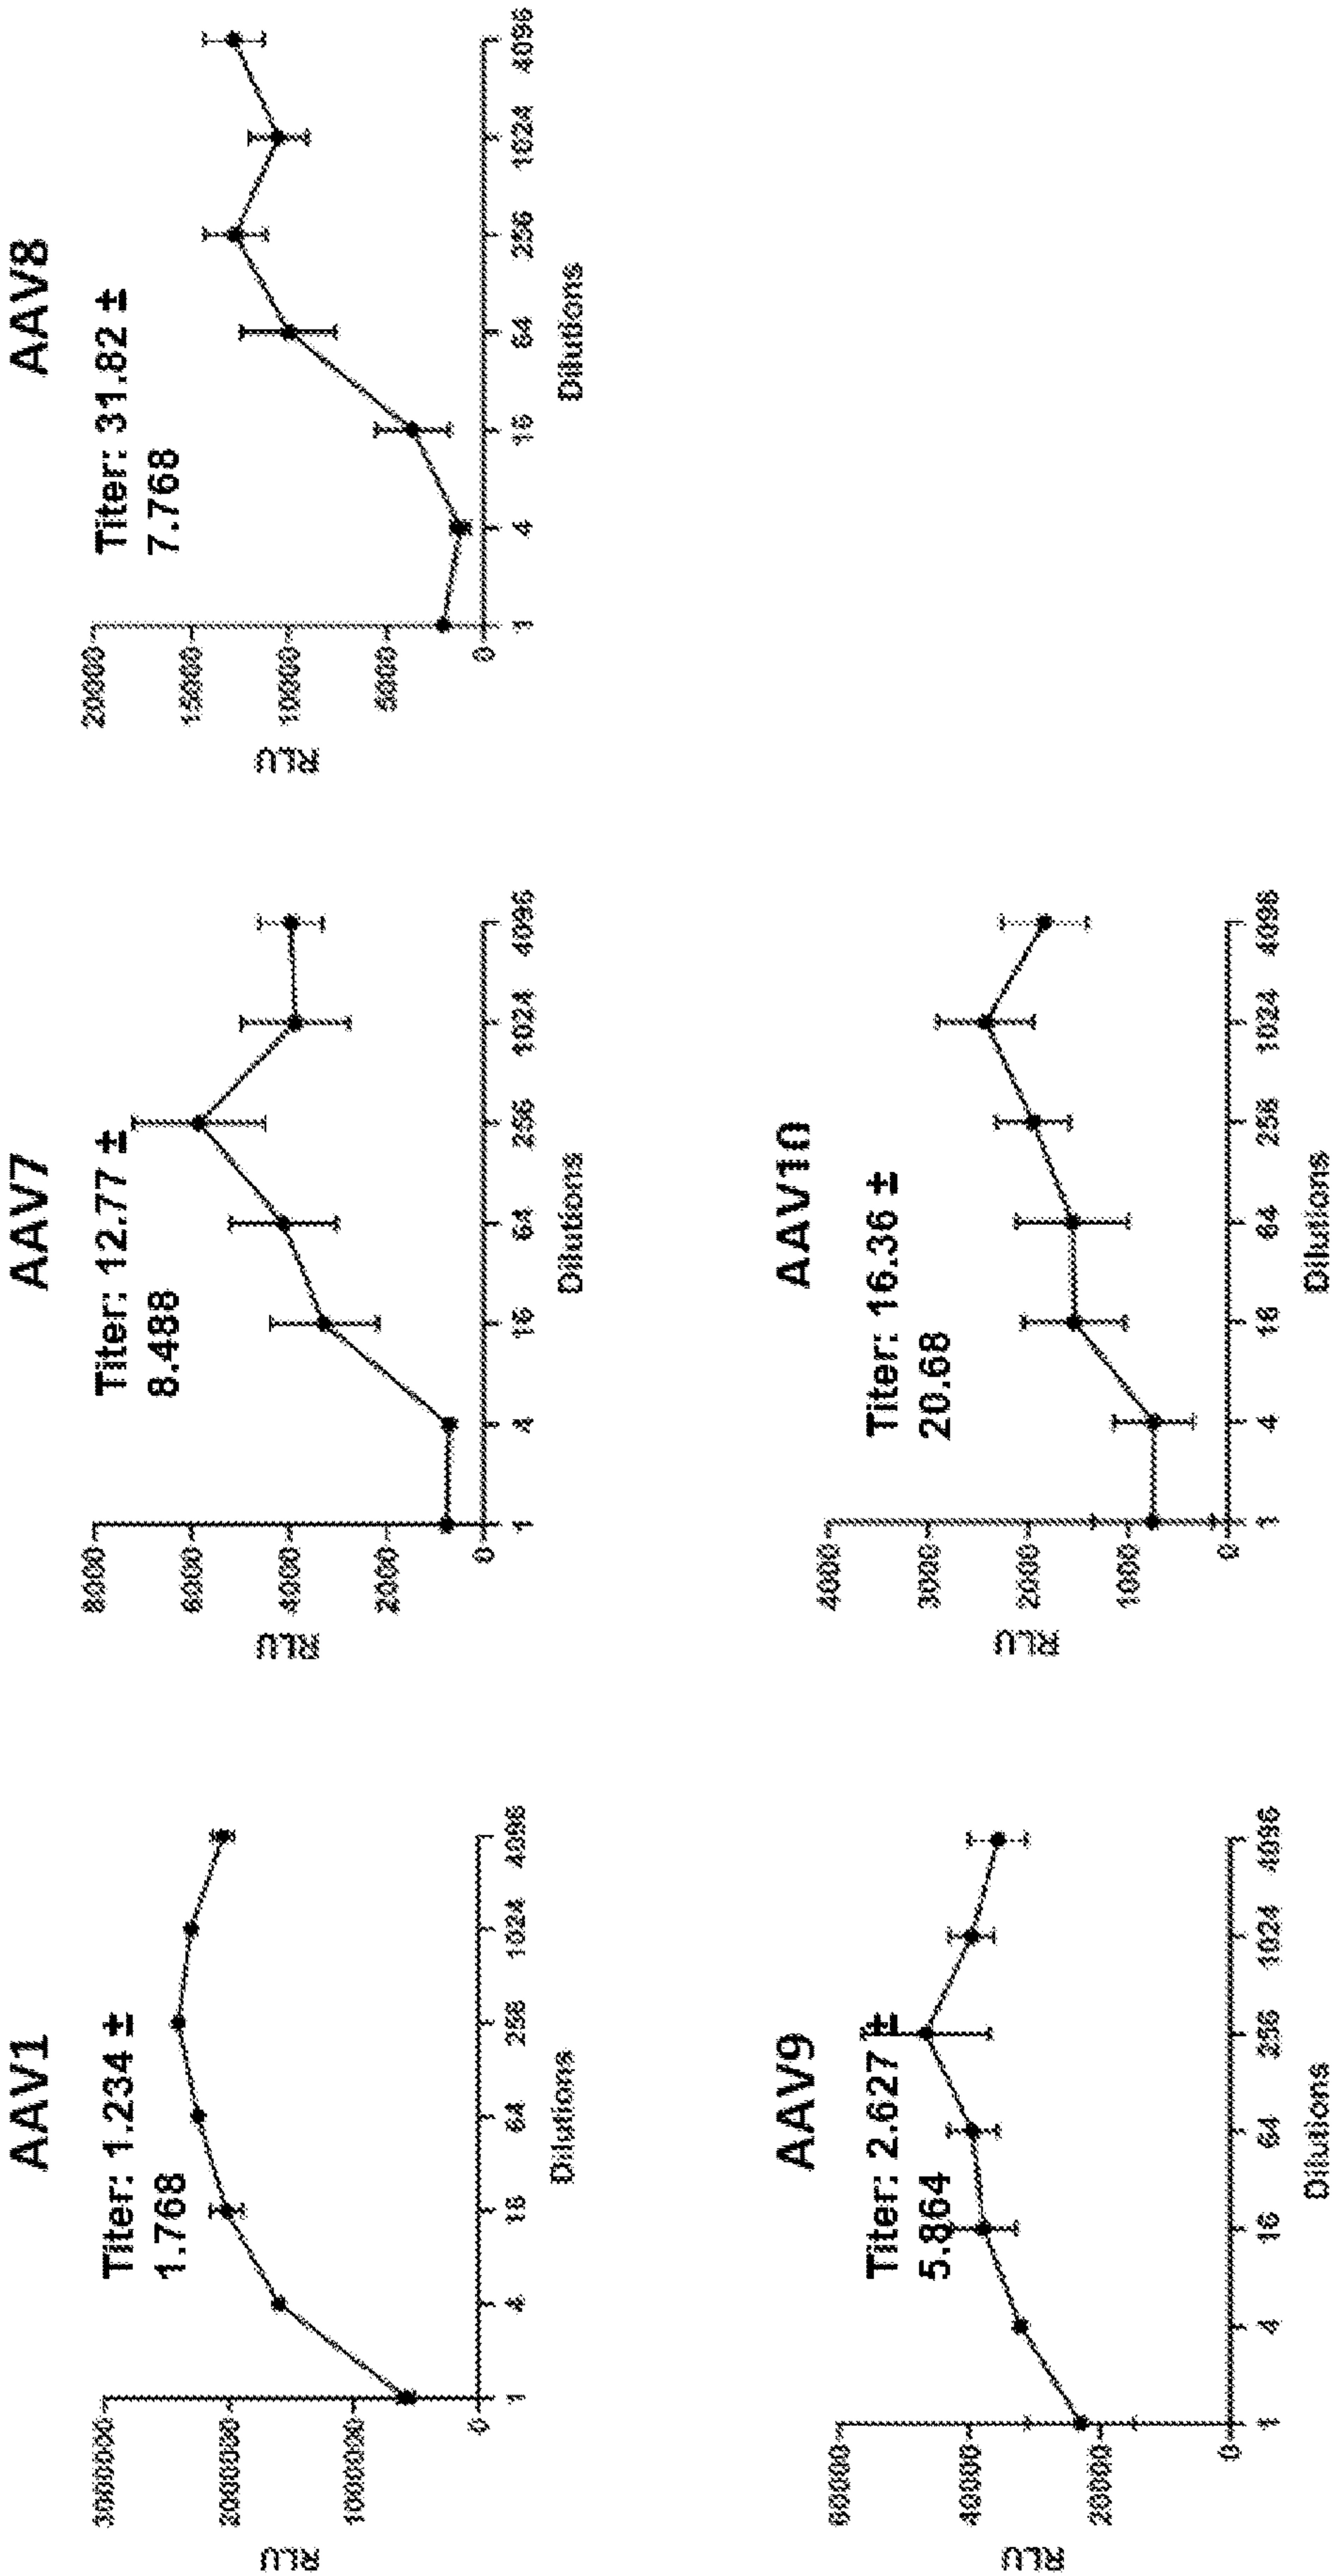 AAV1
Titer: 1.234 ±
1.768
RLU
3000000
2000000
1000000
0
1 4 16 64 256 1024 4096
Dilutions
AAV7
Titer: 12.77 ±
8.488
RLU
8000
6000
4000
2000
0
1 4 16 64 256 1024 4096
Dilutions
AAV8
Titer: 31.82 ±
7.768
RLU
20000
15000
10000
5000
0
1 4 16 64 256 1024 4096
Dilutions
AAV9
Titer: 2.627 ±
5.864
RLU
60000
40000
20000
0
1 4 16 64 256 1024 4096
Dilutions
AAV10
Titer: 16.36 ±
20.68
RLU
4000
3000
2000
1000
0
1 4 16 64 256 1024 4096
Dilutions